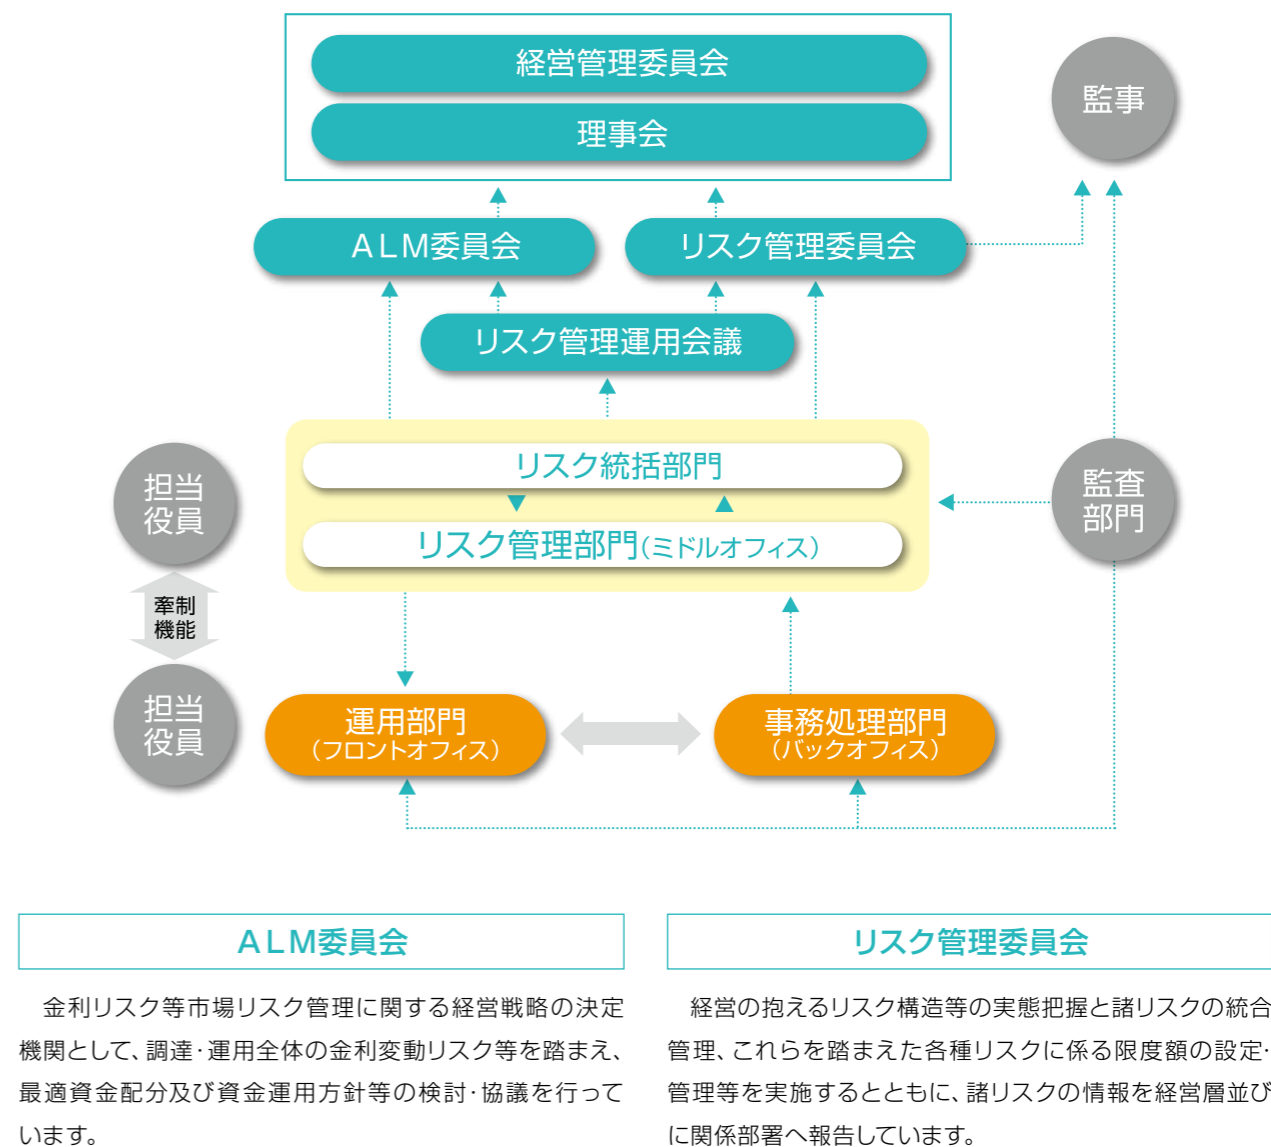 経営管理委員会
理事会
監事
ALM委員会
リスク管理委員会
リスク管理運用会議
リスク統括部門
リスク管理部門(ミドルオフィス)
担当
役員
監査
部門
牽制
機能
担当
役員
運用部門
(フロントオフィス)
事務処理部門
(バックオフィス)
ALM委員会
金利リスク等市場リスク管理に関する経営戦略の決定
機関として、調達・運用全体の金利変動リスク等を踏まえ、
最適資金配分及び資金運用方針等の検討・協議を行って
います。
リスク管理委員会
経営の抱えるリスク構造等の実態把握と諸リスクの統合
管理、これらを踏まえた各種リスクに係る限度額の設定・
管理等を実施するとともに、諸リスクの情報を経営層並び
に関係部署へ報告しています。